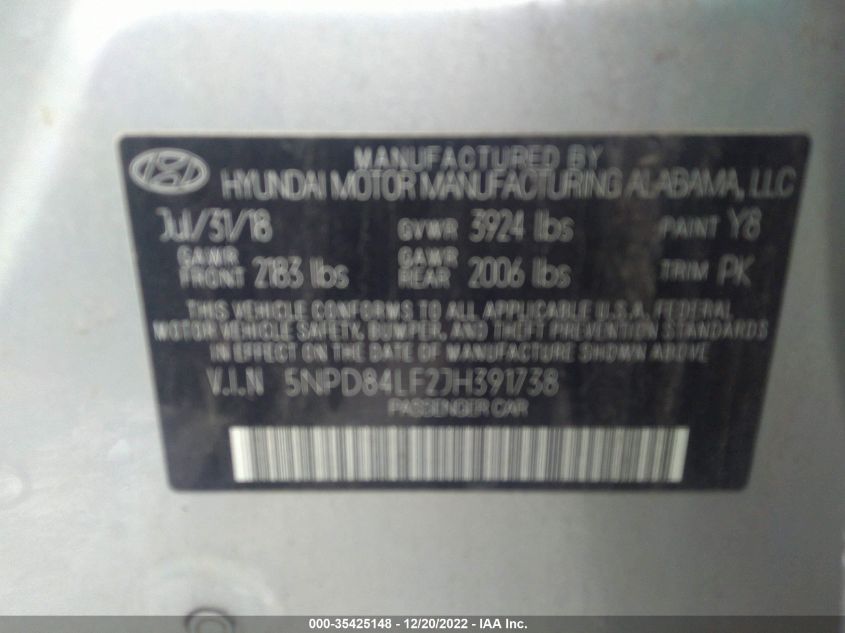 MANUFACTURED BY
HYUNDAI MOTOR MANUFACTURING ALABAMA, LLC
Jul/31/18 GVWR 3924 lbs PAINT Y8
GAWR FRONT 2183 lbs GAWR REAR 2006 lbs TRIM PK
THIS VEHICLE CONFORMS TO ALL APPLICABLE U.S.A. FEDERAL
MOTOR VEHICLE SAFETY, BUMPER, AND THEFT PREVENTION STANDARDS
IN EFFECT ON THE DATE OF MANUFACTURE SHOWN ABOVE
V.I.N 5NPD84LF2JH391738
PASSENGER CAR
000-35425148 - 12/20/2022 - IAA Inc.